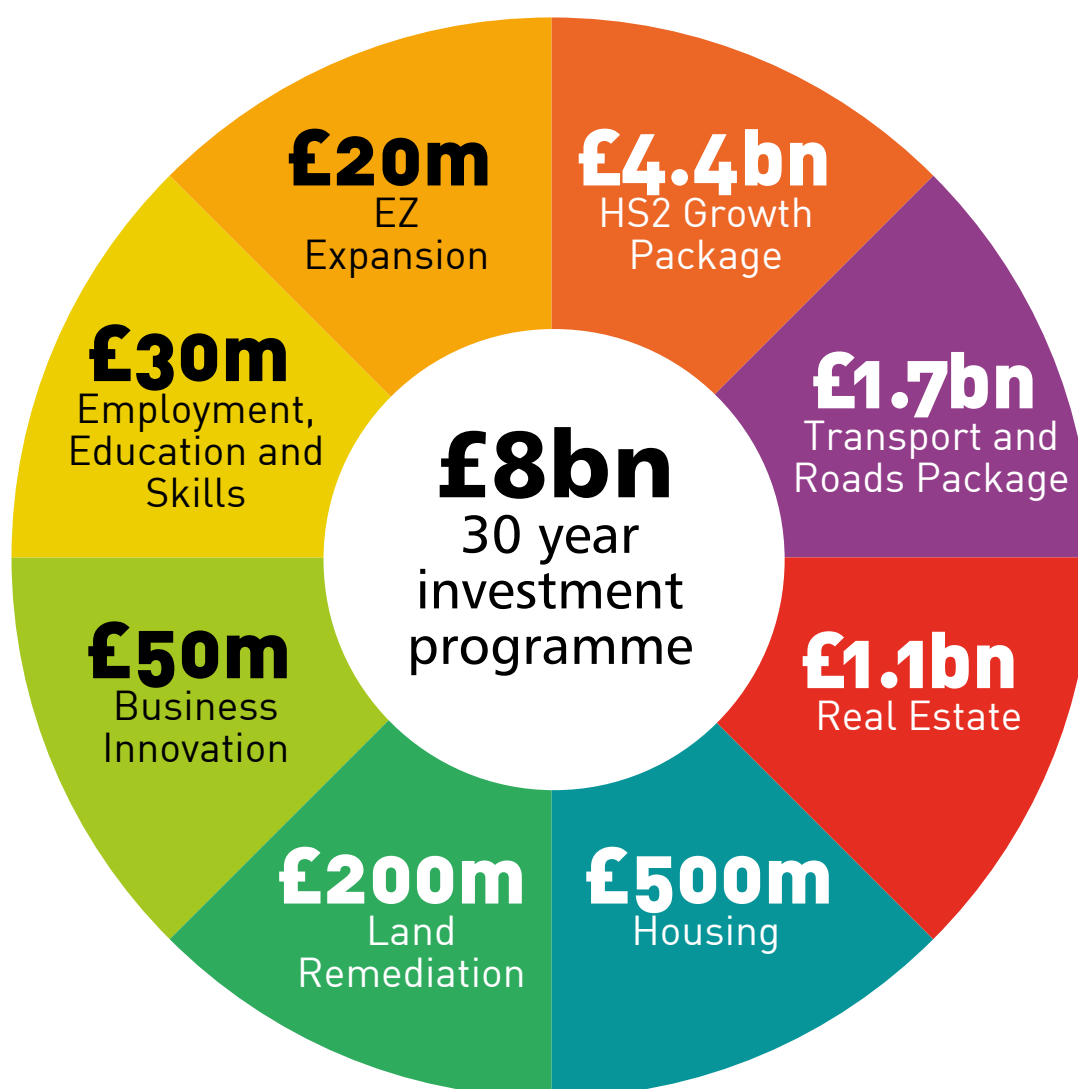 £4.4bn
HS2 Growth
Package
£1.7bn
Transport and
Roads Package
£1.1bn
Real Estate
£500m
Housing
£200m
Land
Remediation
£50m
Business
Innovation
£30m
Employment,
Education and
Skills
£20m
EZ
Expansion
£8bn
30 year
investment
programme